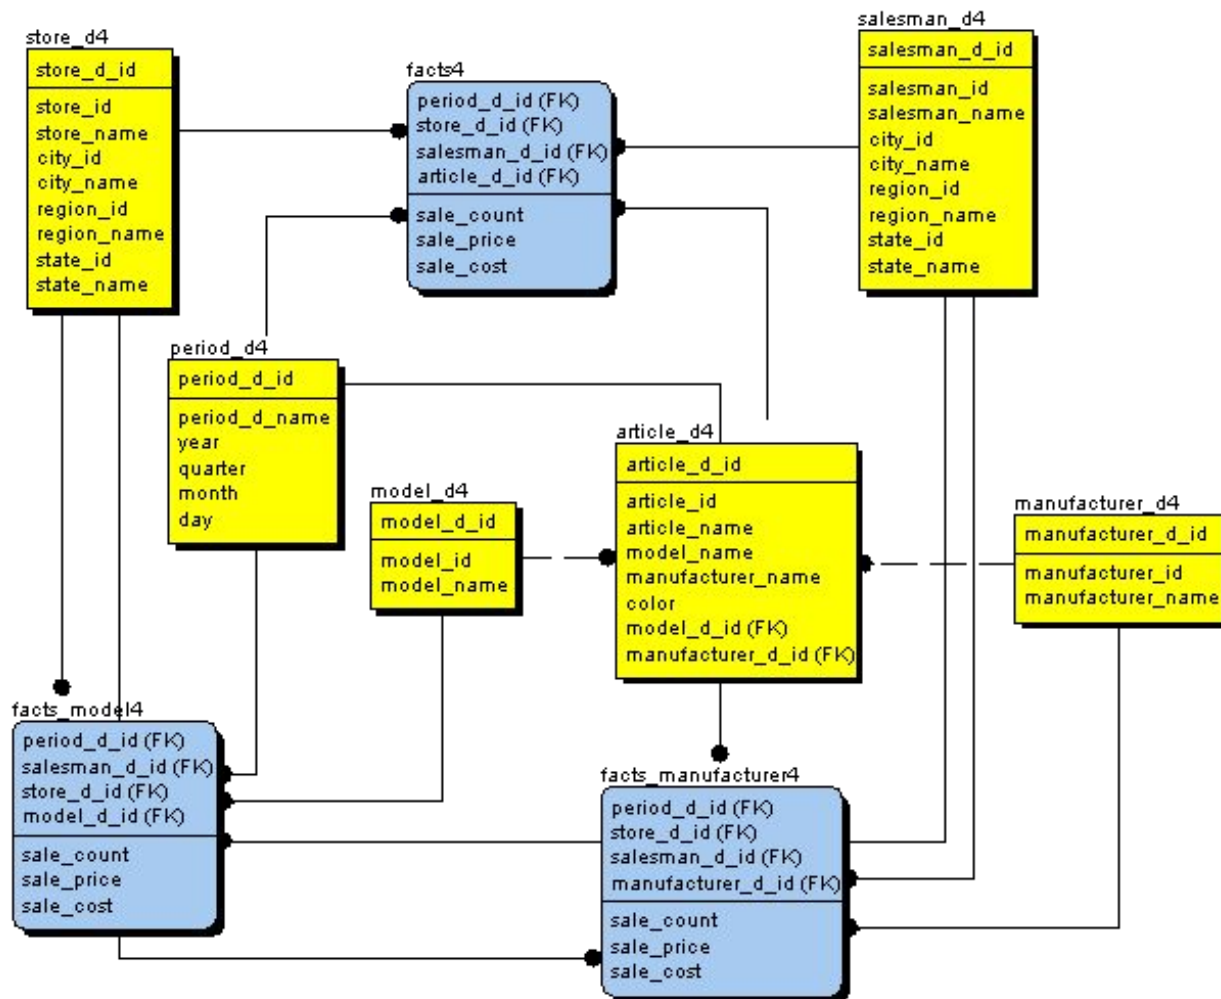 store_d4
store_d_id
store_id
store_name
city_id
city_name
region_id
region_name
state_id
state_name
facts4
period_d_id (FK)
store_d_id (FK)
salesman_d_id (FK)
article_d_id (FK)
sale_count
sale_price
sale_cost
salesman_d4
salesman_d_id
salesman_id
salesman_name
city_id
city_name
region_id
region_name
state_id
state_name
period_d4
period_d_id
period_d_name
year
quarter
month
day
model_d4
model_d_id
model_id
model_name
article_d4
article_d_id
article_id
article_name
model_name
manufacturer_name
color
model_d_id (FK)
manufacturer_d_id (FK)
manufacturer_d4
manufacturer_d_id
manufacturer_id
manufacturer_name
facts_model4
period_d_id (FK)
salesman_d_id (FK)
store_d_id (FK)
model_d_id (FK)
sale_count
sale_price
sale_cost
facts_manufacturer4
period_d_id (FK)
store_d_id (FK)
salesman_d_id (FK)
manufacturer_d_id (FK)
sale_count
sale_price
sale_cost